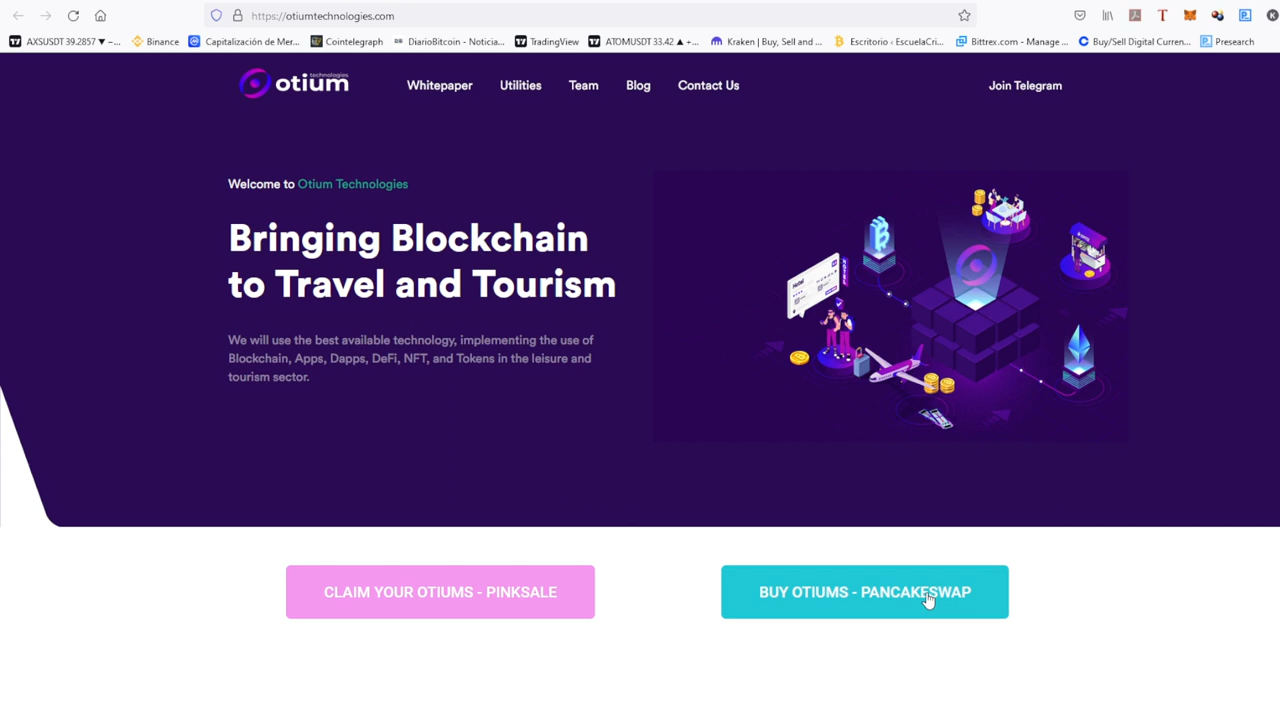 https://otiumtechnologies.com
AXSUSDT 39.2857 ▼ −...
Binance
Capitalización de Mer...
Cointelegraph
DiarioBitcoin - Noticia...
TradingView
ATOMUSDT 33.42 ▲ +...
Kraken | Buy, Sell and ...
Escritorio ‹ EscuelaCri...
Bittrex.com - Manage ...
Buy/Sell Digital Curren...
Presearch
technologies
otium
Whitepaper
Utilities
Team
Blog
Contact Us
Join Telegram
Welcome to Otium Technologies
Bringing Blockchain
to Travel and Tourism
We will use the best available technology, implementing the use of
Blockchain, Apps, Dapps, DeFi, NFT, and Tokens in the leisure and
tourism sector.
Hotel
HOTEL
CLAIM YOUR OTIUMS - PINKSALE
BUY OTIUMS - PANCAKESWAP